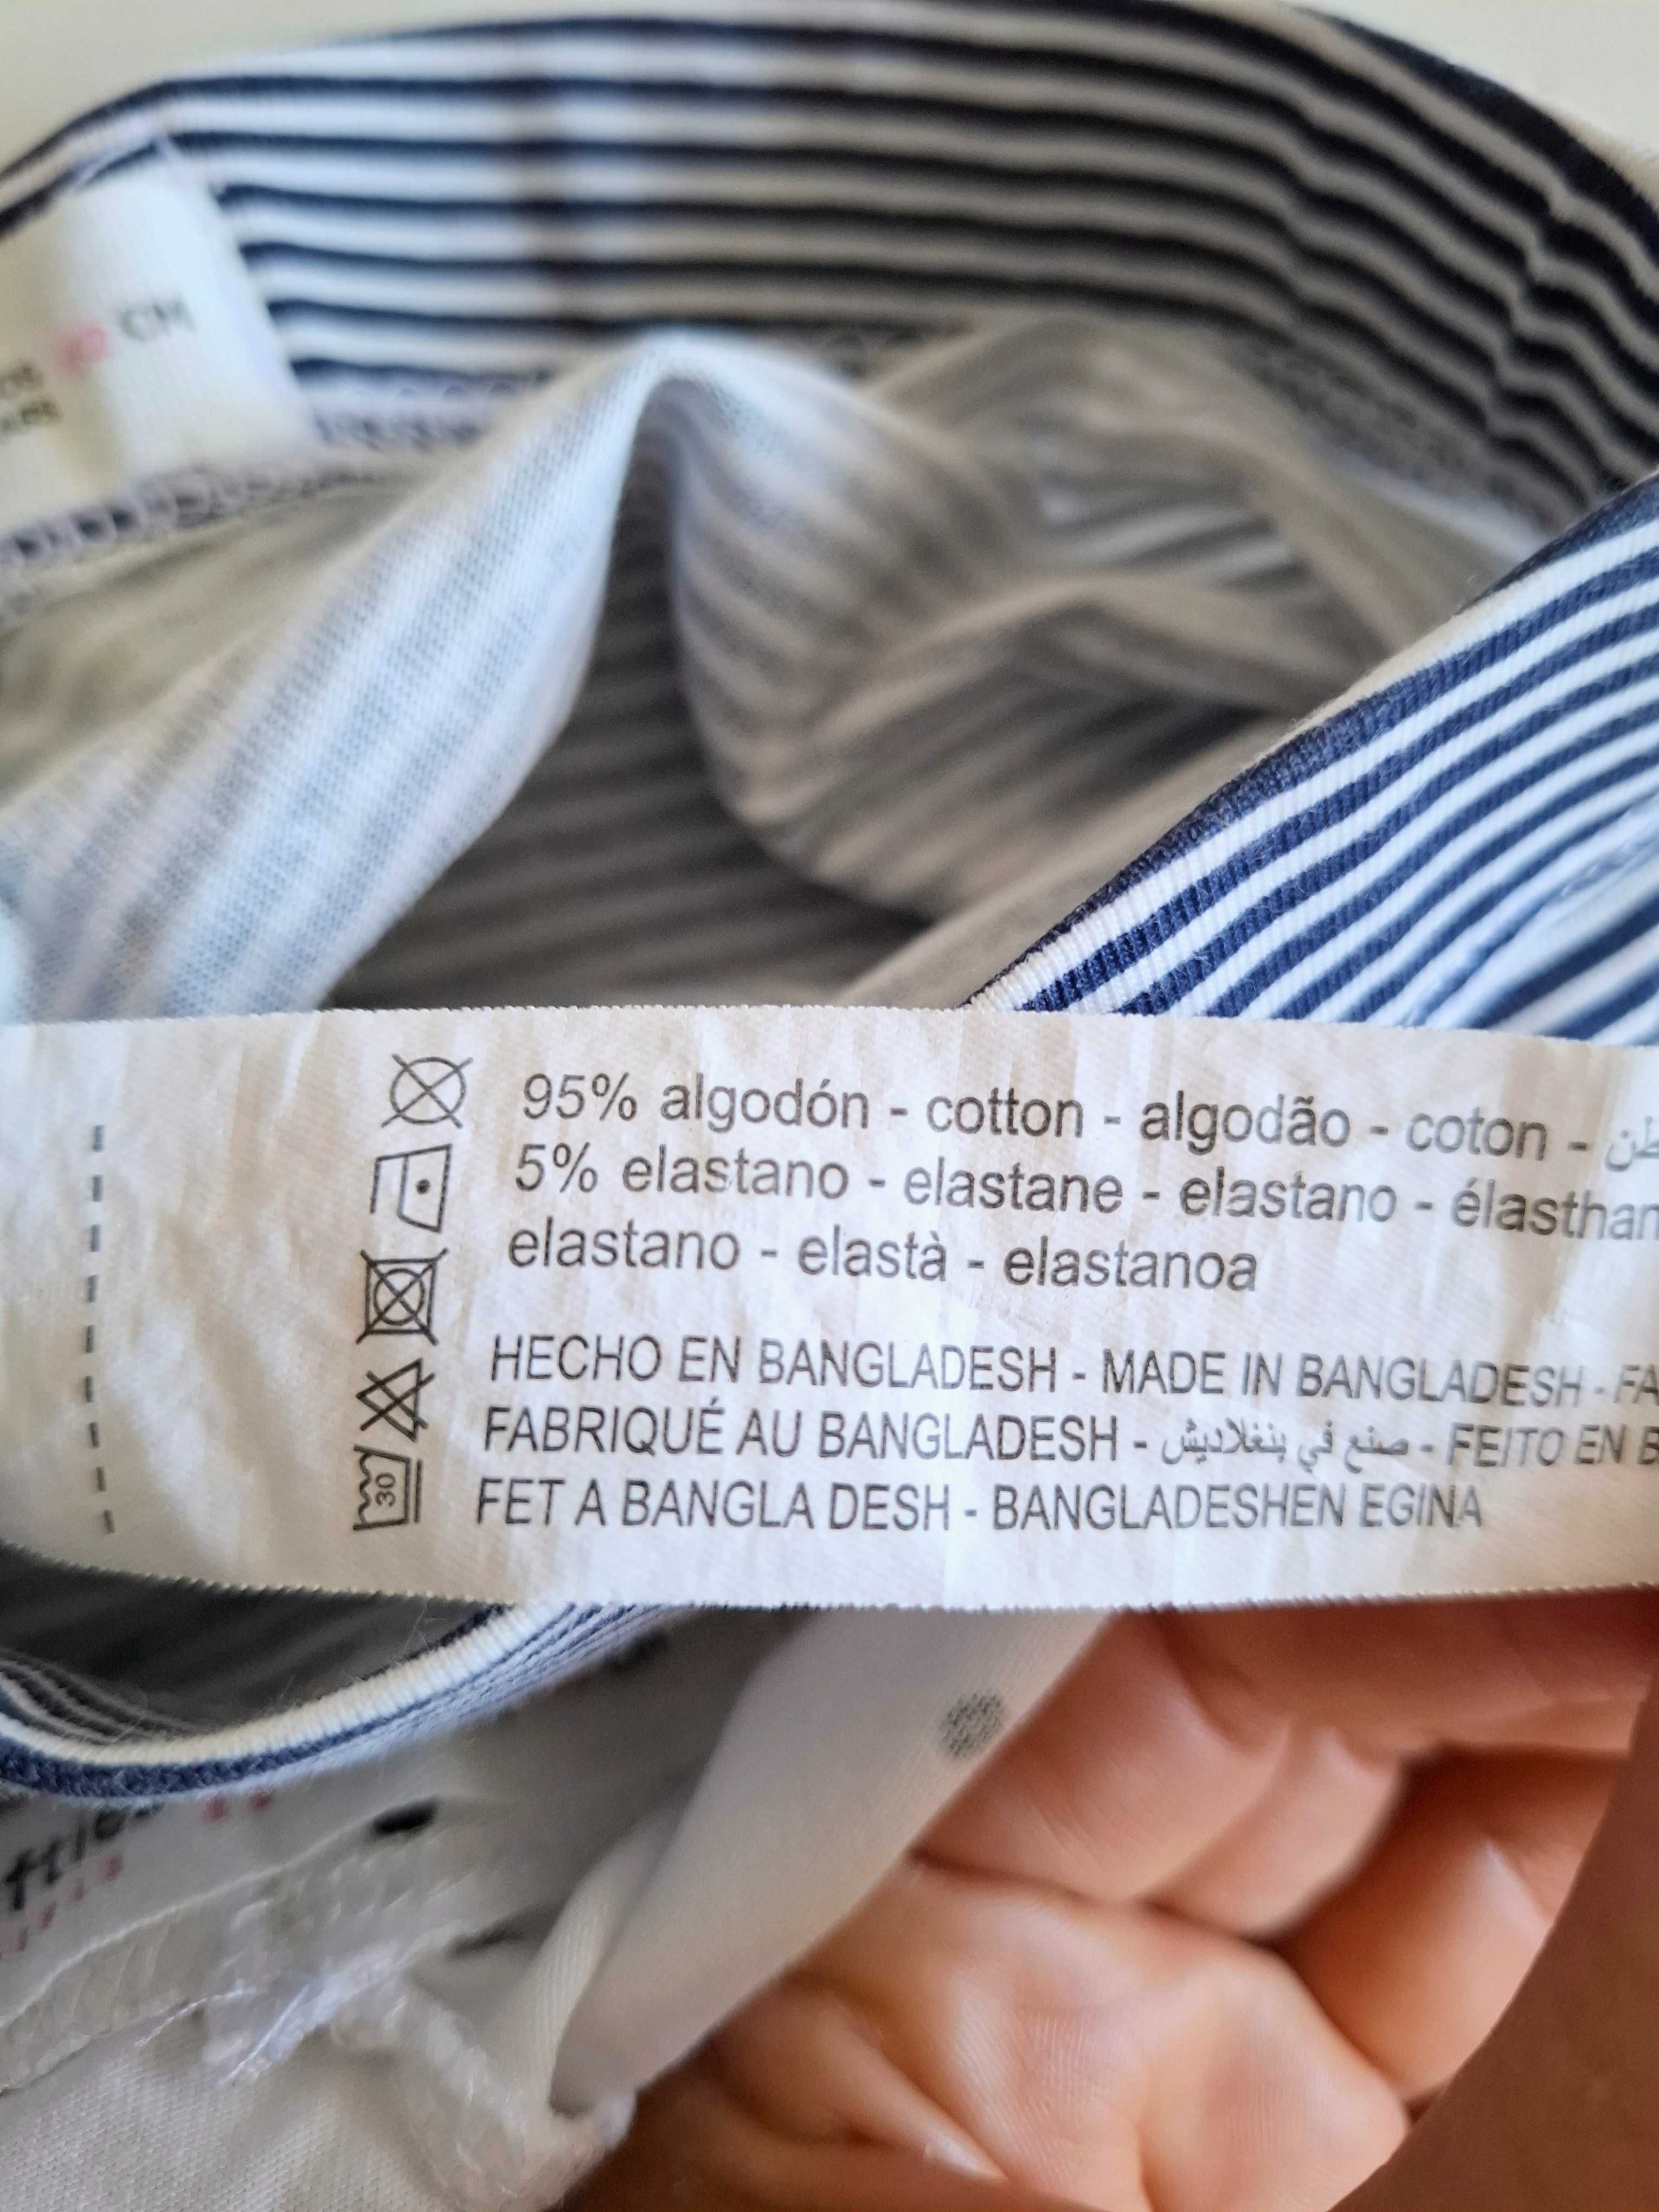 CM
95% algodón - cotton - algodão - coton -
5% elastano - elastane - elastano - élasthan
elastano - elastà - elastanoa
HECHO EN BANGLADESH - MADE IN BANGLADESH - FA
FABRIQUÉ AU BANGLADESH - صنع في بنغلاديش - FEITO EN B
FET A BANGLA DESH - BANGLADESHEN EGINA
30